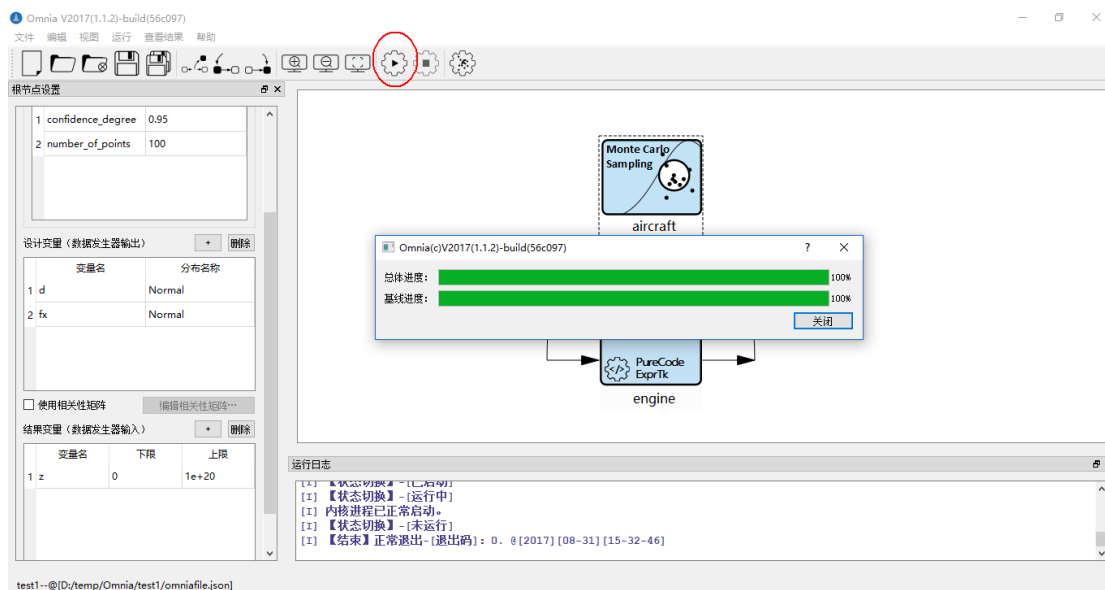 Omnia V2017(1.1.2)-build(56c097)
文件 编辑 视图 运行 查看结果 帮助
根节点设置
1 confidence_degree 0.95
2 number_of_points 100
设计变量（数据发生器输出） + 删除
变量名 分布名称
1 d Normal
2 fx Normal
使用相关性矩阵 编辑相关性矩阵…
结果变量（数据发生器输入） + 删除
变量名 下限 上限
1 z 0 1e+20
Monte Carlo
Sampling
aircraft
Omnia(c)V2017(1.1.2)-build(56c097) ?
总体进度： 100%
基线进度： 100%
关闭
</> PureCode
ExprTk
engine
运行日志
[I] 【状态切换】-[已启动]
[I] 【状态切换】-[运行中]
[I] 内核进程已正常启动。
[I] 【状态切换】-[未运行]
[I] 【结束】正常退出-[退出码]: 0. @[2017][08-31][15-32-46]
test1--@[D:/temp/Omnia/test1/omniafile.json]